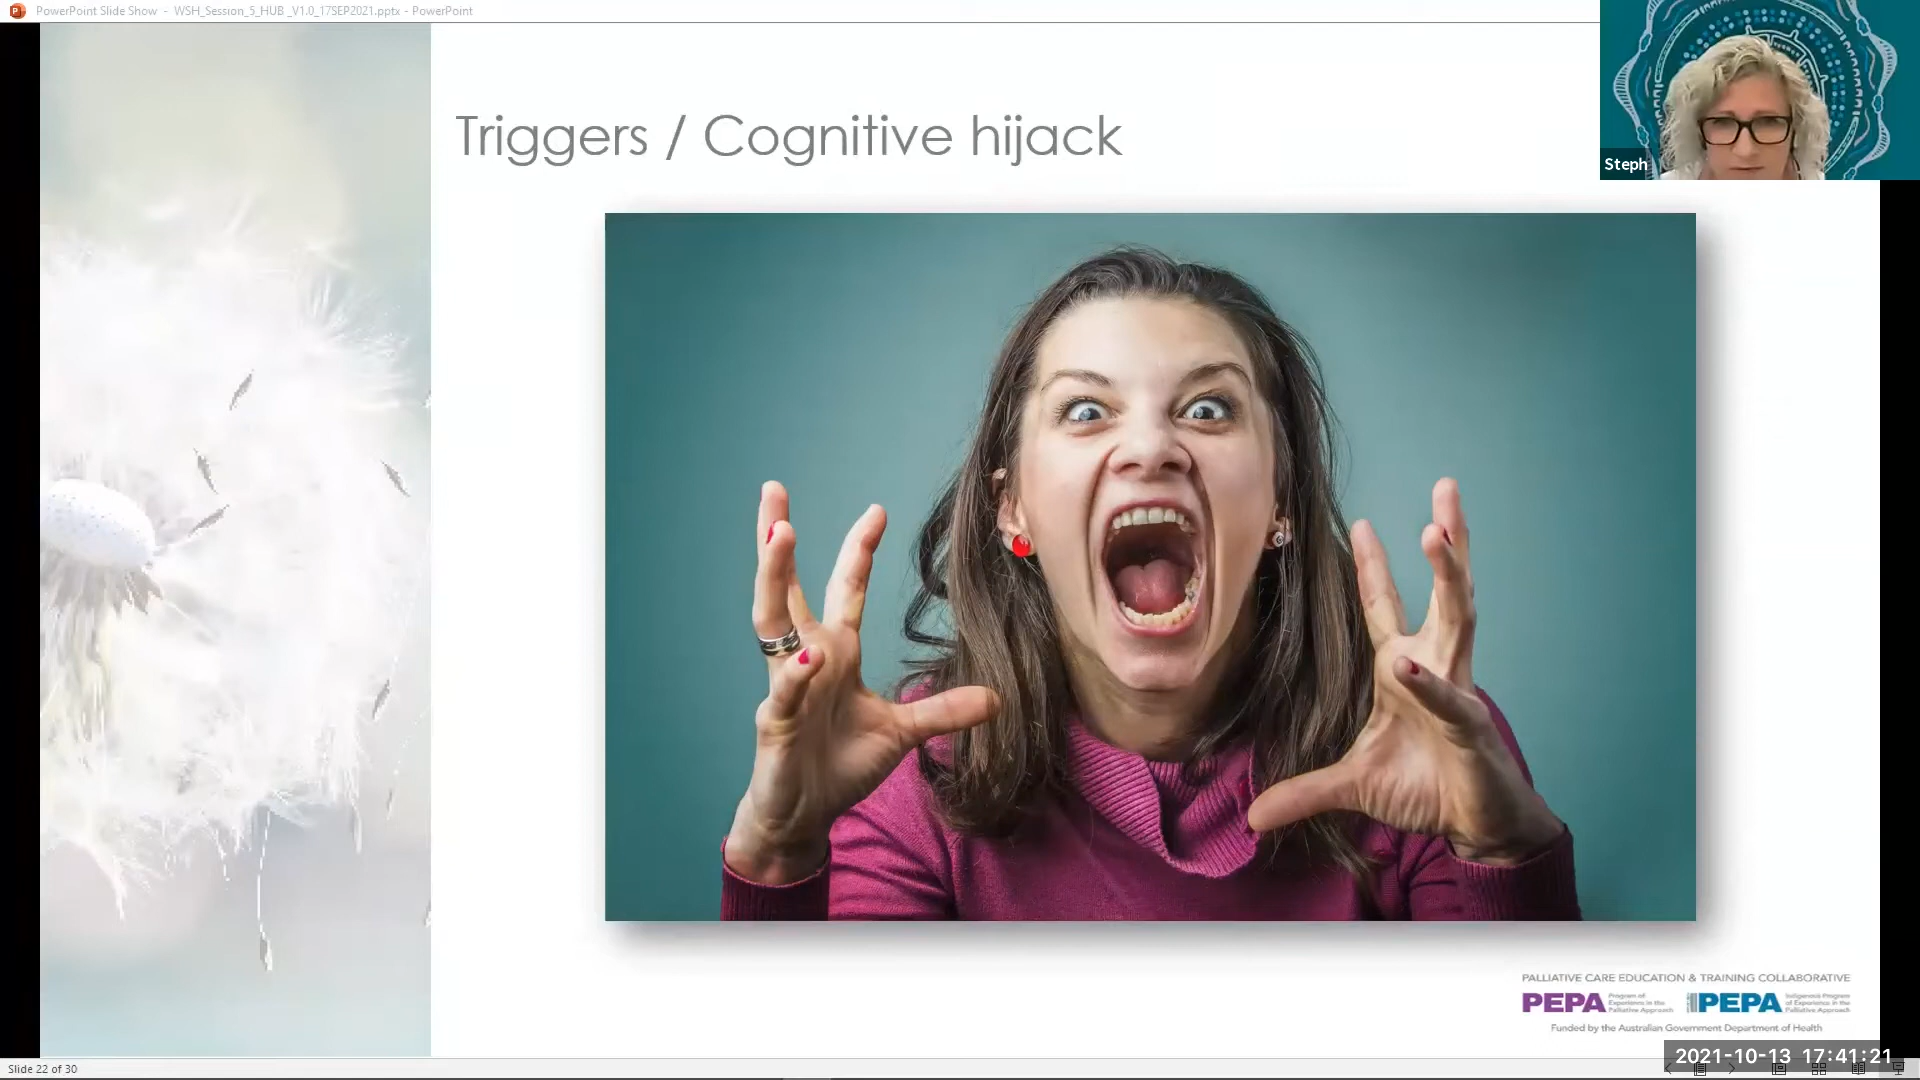 PowerPoint Slide Show - WSH_Session_5_HUB _V1.0_17SEP2021.pptx - PowerPoint
Steph
Triggers / Cognitive hijack
PALLIATIVE CARE EDUCATION & TRAINING COLLABORATIVE
PEPA Program of Experience in the Palliative Approach IPEPA Indigenous Program of Experience in the Palliative Approach
Funded by the Australian Government Department of Health
2021-10-13 17:41:21
Slide 22 of 30